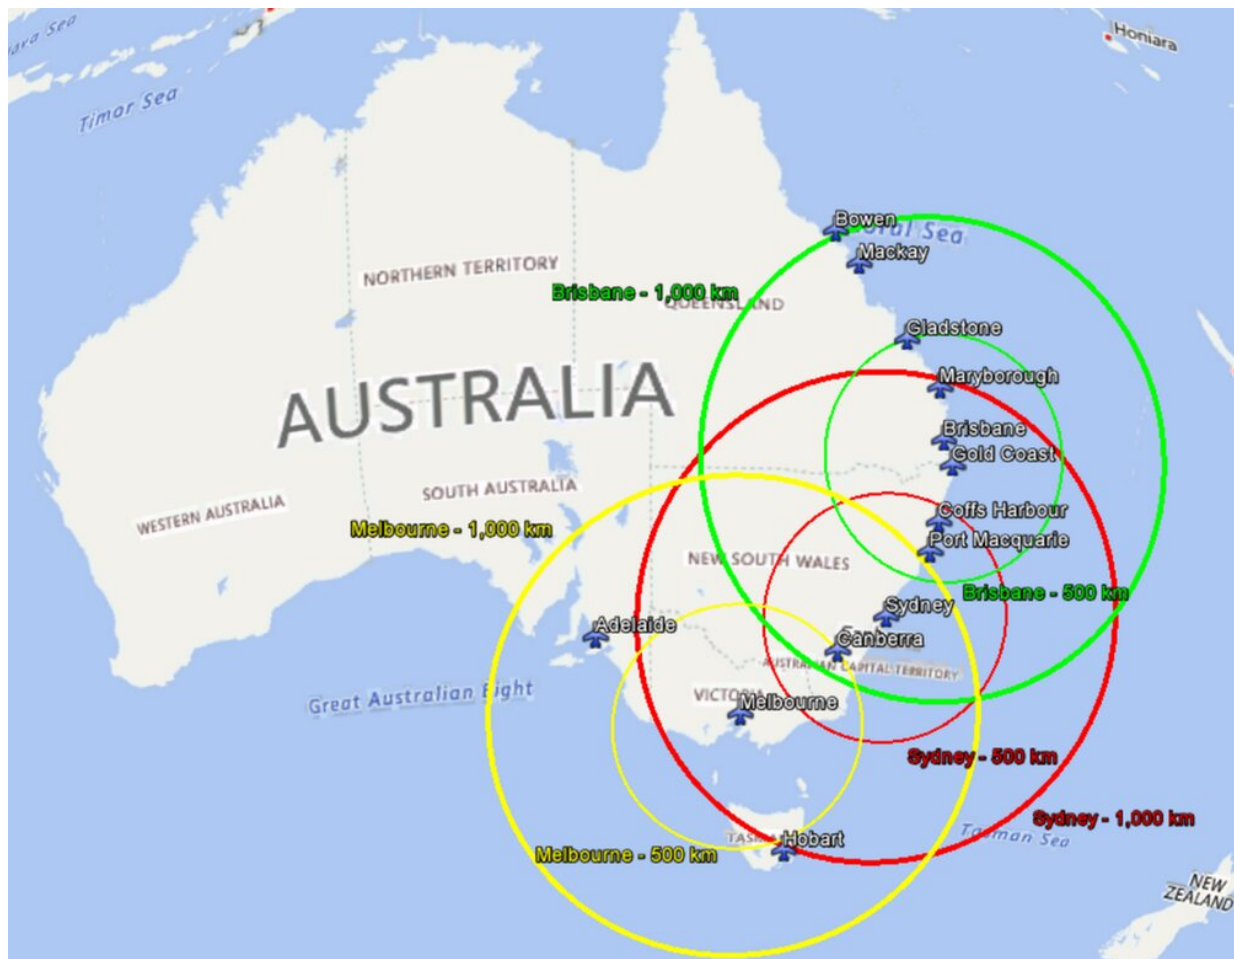 Honiara
Timor Sea
Bowen
Coral Sea
Mackay
NORTHERN TERRITORY
Brisbane - 1,000 km
QUEENSLAND
Gladstone
Maryborough
AUSTRALIA
Brisbane
Gold Coast
SOUTH AUSTRALIA
WESTERN AUSTRALIA
Coffs Harbour
Melbourne - 1,000 km
Port Macquarie
NEW SOUTH WALES
Brisbane - 500 km
Sydney
Adelaide
Canberra
AUSTRALIAN CAPITAL TERRITORY
Great Australian Bight
VICTORIA
Melbourne
Sydney - 500 km
Sydney - 1,000 km
Tasman Sea
Hobart
Melbourne - 500 km
NEW
ZEALAND